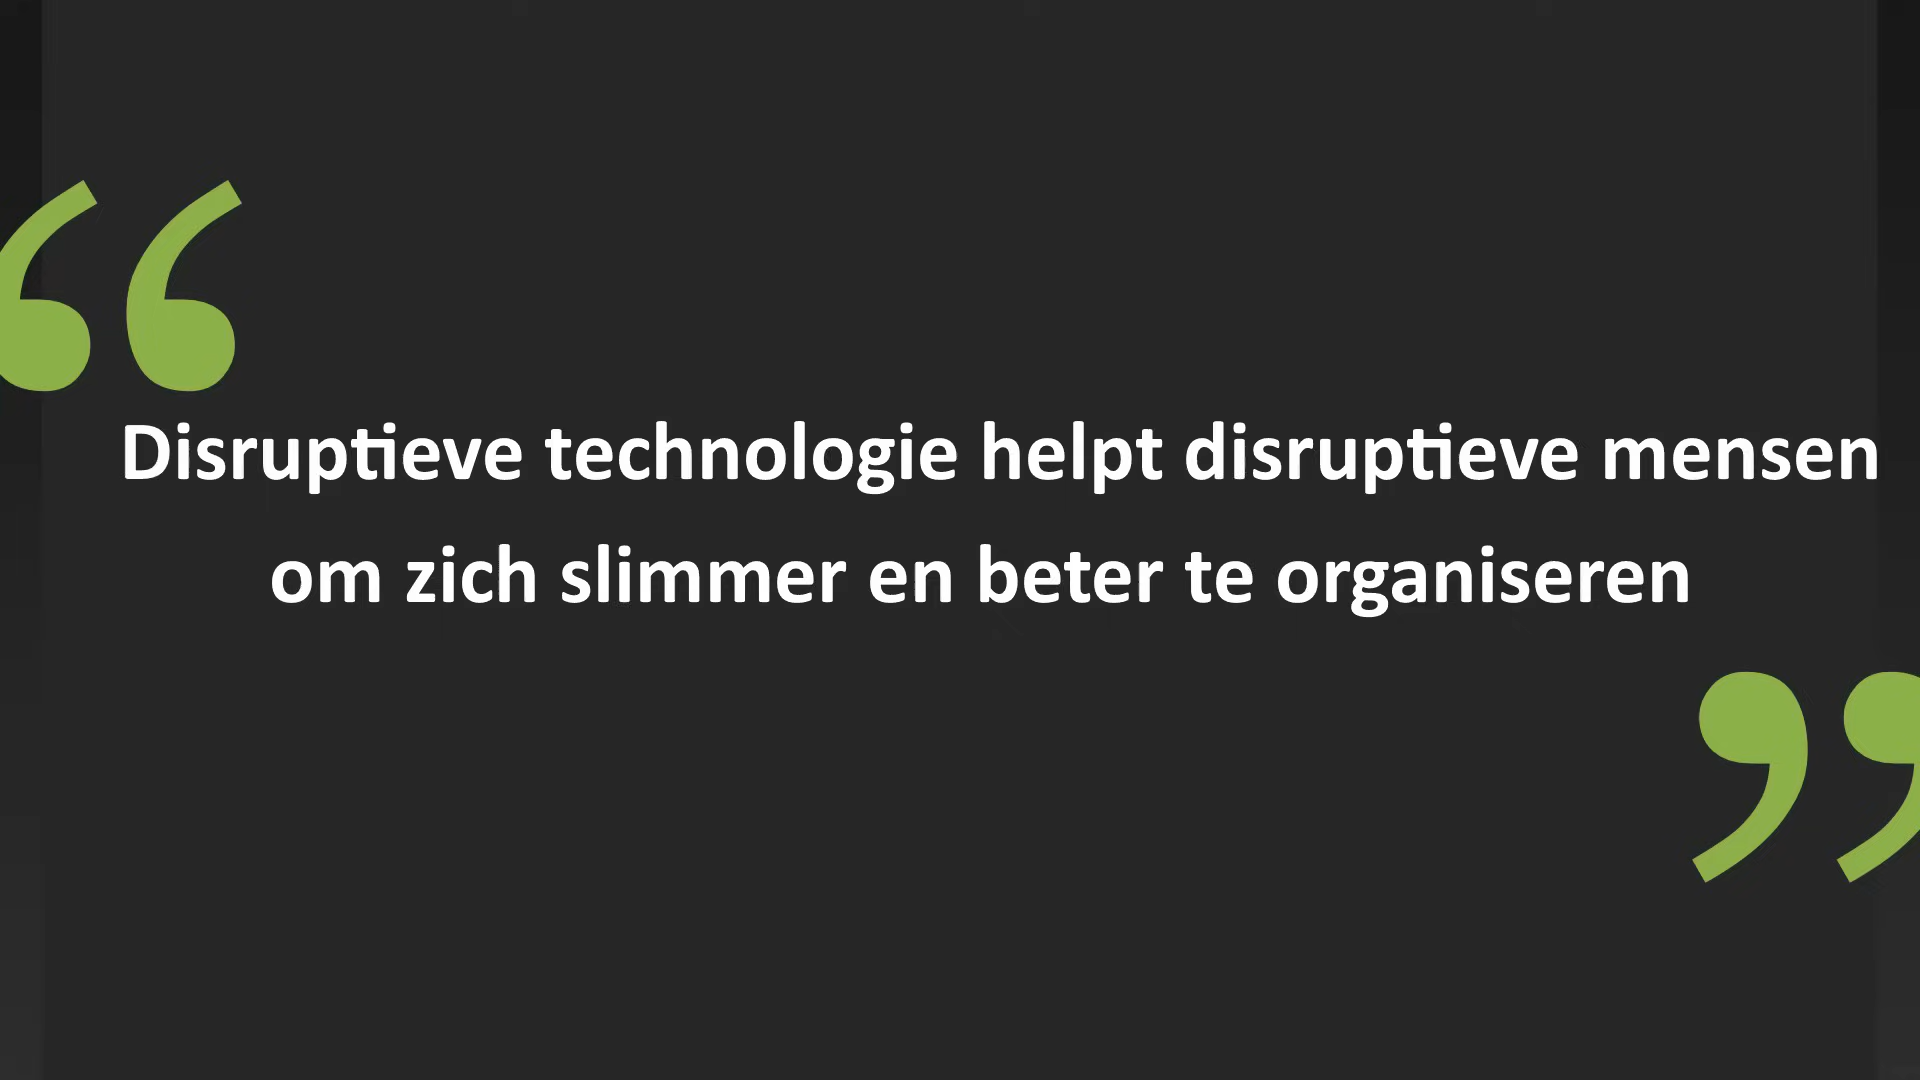 “
Disruptieve technologie helpt disruptieve mensen
om zich slimmer en beter te organiseren
”